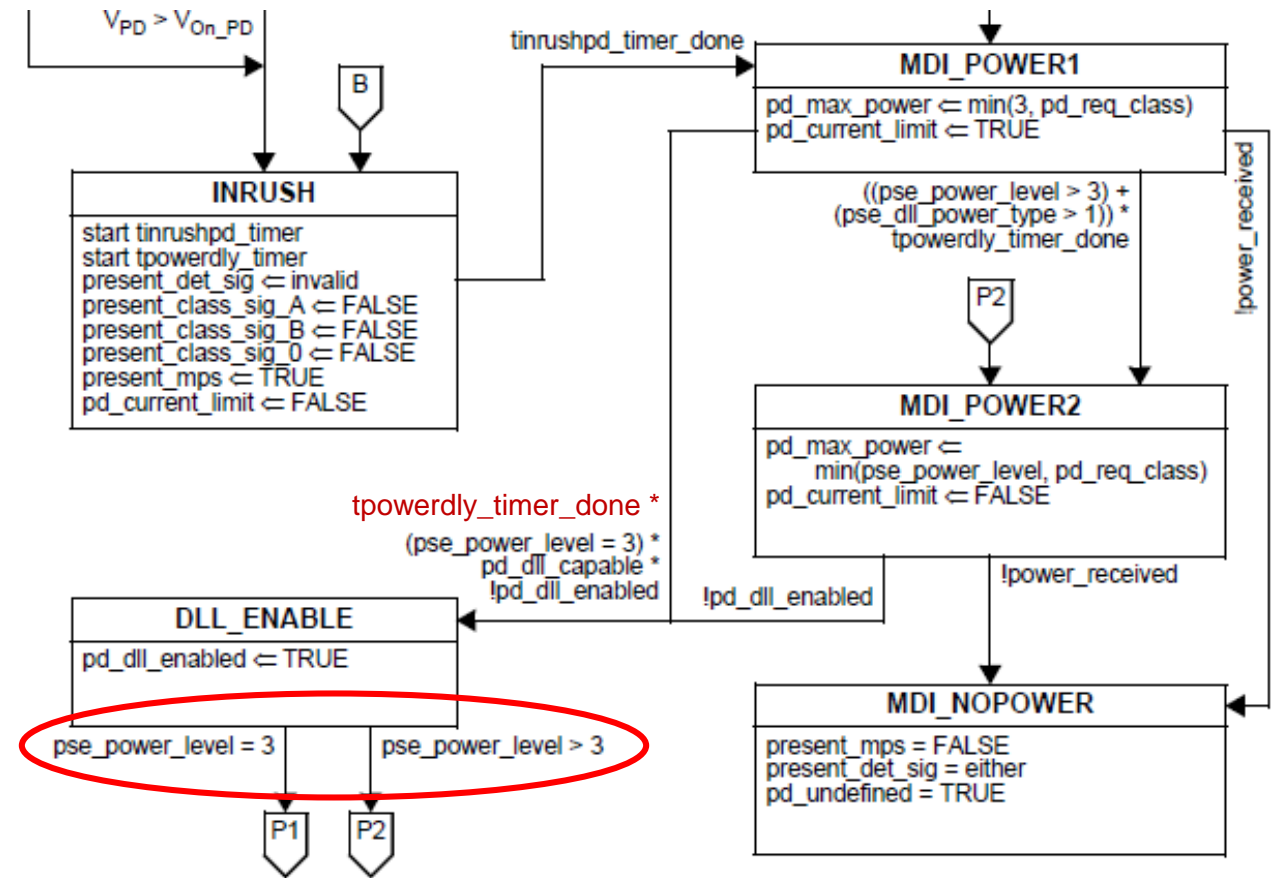 V_PD > V_On_PD
tinrushpd_timer_done
B
MDI_POWER1
pd_max_power ⇐ min(3, pd_req_class)
pd_current_limit ⇐ TRUE
INRUSH
start tinrushpd_timer
start tpowerdly_timer
present_det_sig ⇐ invalid
present_class_sig_A ⇐ FALSE
present_class_sig_B ⇐ FALSE
present_class_sig_0 ⇐ FALSE
present_mps ⇐ TRUE
pd_current_limit ⇐ FALSE
((pse_power_level > 3) +
(pse_dll_power_type > 1)) *
tpowerdly_timer_done
!power_received
P2
MDI_POWER2
pd_max_power ⇐
min(pse_power_level, pd_req_class)
pd_current_limit ⇐ FALSE
tpowerdly_timer_done *
(pse_power_level = 3) *
pd_dll_capable *
!pd_dll_enabled
!pd_dll_enabled
!power_received
DLL_ENABLE
pd_dll_enabled ⇐ TRUE
pse_power_level = 3
pse_power_level > 3
P1
P2
MDI_NOPOWER
present_mps = FALSE
present_det_sig = either
pd_undefined = TRUE